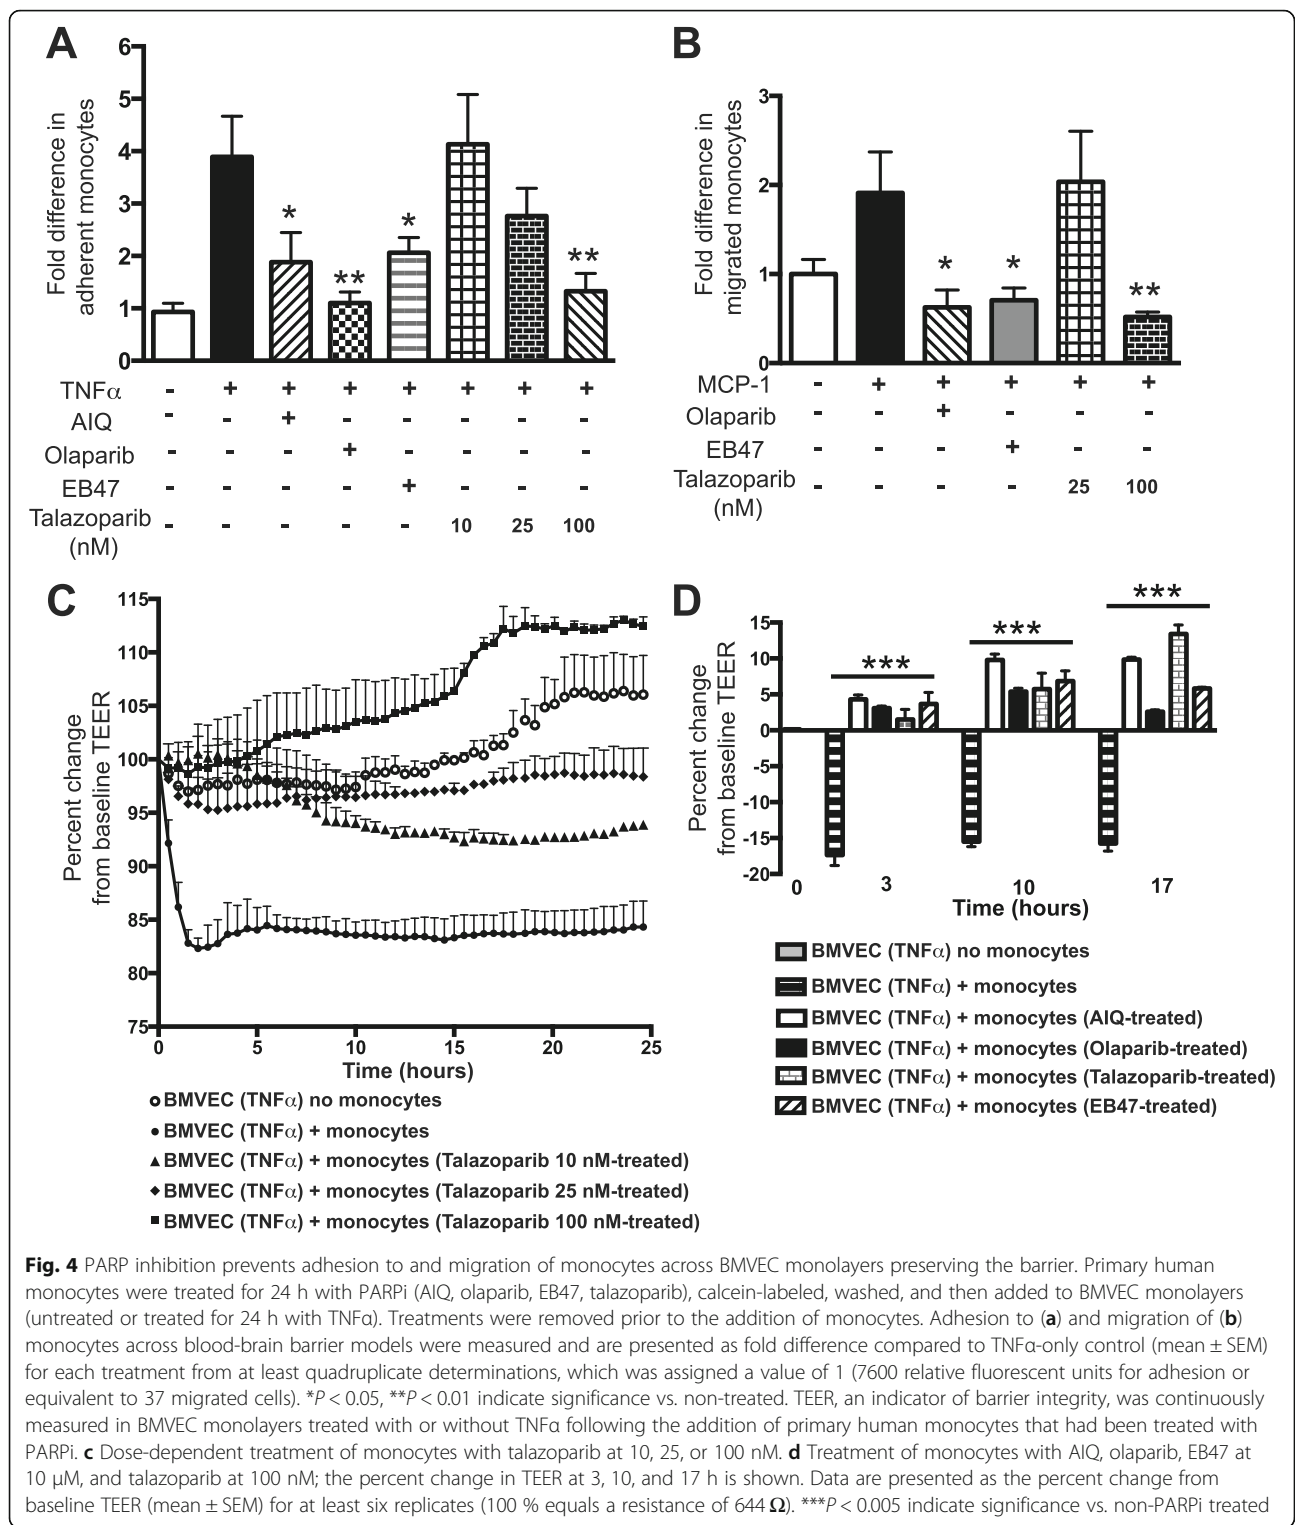 A
6
5
4
3
2
1
0
Fold difference in
adherent monocytes
*
**
*
**
TNFα - + + + + + + +
AIQ - - + - - - - -
Olaparib - - - + - - - -
EB47 - - - - + - - -
Talazoparib - - - - - 10 25 100
(nM)
B
3
2
1
0
Fold difference in
migrated monocytes
*
*
**
MCP-1 - + + + + +
Olaparib - - + - - -
EB47 - - - + - -
Talazoparib - - - - 25 100
(nM)
C
115
110
105
100
95
90
85
80
75
Percent change
from baseline TEER
0 5 10 15 20 25
Time (hours)
BMVEC (TNFα) no monocytes
BMVEC (TNFα) + monocytes
BMVEC (TNFα) + monocytes (Talazoparib 10 nM-treated)
BMVEC (TNFα) + monocytes (Talazoparib 25 nM-treated)
BMVEC (TNFα) + monocytes (Talazoparib 100 nM-treated)
D
15
10
5
0
-5
-10
-15
-20
Percent change
from baseline TEER
***
***
***
0 3 10 17
Time (hours)
BMVEC (TNFα) no monocytes
BMVEC (TNFα) + monocytes
BMVEC (TNFα) + monocytes (AIQ-treated)
BMVEC (TNFα) + monocytes (Olaparib-treated)
BMVEC (TNFα) + monocytes (Talazoparib-treated)
BMVEC (TNFα) + monocytes (EB47-treated)
Fig. 4 PARP inhibition prevents adhesion to and migration of monocytes across BMVEC monolayers preserving the barrier. Primary human
monocytes were treated for 24 h with PARPi (AIQ, olaparib, EB47, talazoparib), calcein-labeled, washed, and then added to BMVEC monolayers
(untreated or treated for 24 h with TNFα). Treatments were removed prior to the addition of monocytes. Adhesion to (a) and migration of (b)
monocytes across blood-brain barrier models were measured and are presented as fold difference compared to TNFα-only control (mean ± SEM)
for each treatment from at least quadruplicate determinations, which was assigned a value of 1 (7600 relative fluorescent units for adhesion or
equivalent to 37 migrated cells). *P < 0.05, **P < 0.01 indicate significance vs. non-treated. TEER, an indicator of barrier integrity, was continuously
measured in BMVEC monolayers treated with or without TNFα following the addition of primary human monocytes that had been treated with
PARPi. c Dose-dependent treatment of monocytes with talazoparib at 10, 25, or 100 nM. d Treatment of monocytes with AIQ, olaparib, EB47 at
10 μM, and talazoparib at 100 nM; the percent change in TEER at 3, 10, and 17 h is shown. Data are presented as the percent change from
baseline TEER (mean ± SEM) for at least six replicates (100 % equals a resistance of 644 Ω). ***P < 0.005 indicate significance vs. non-PARPi treated